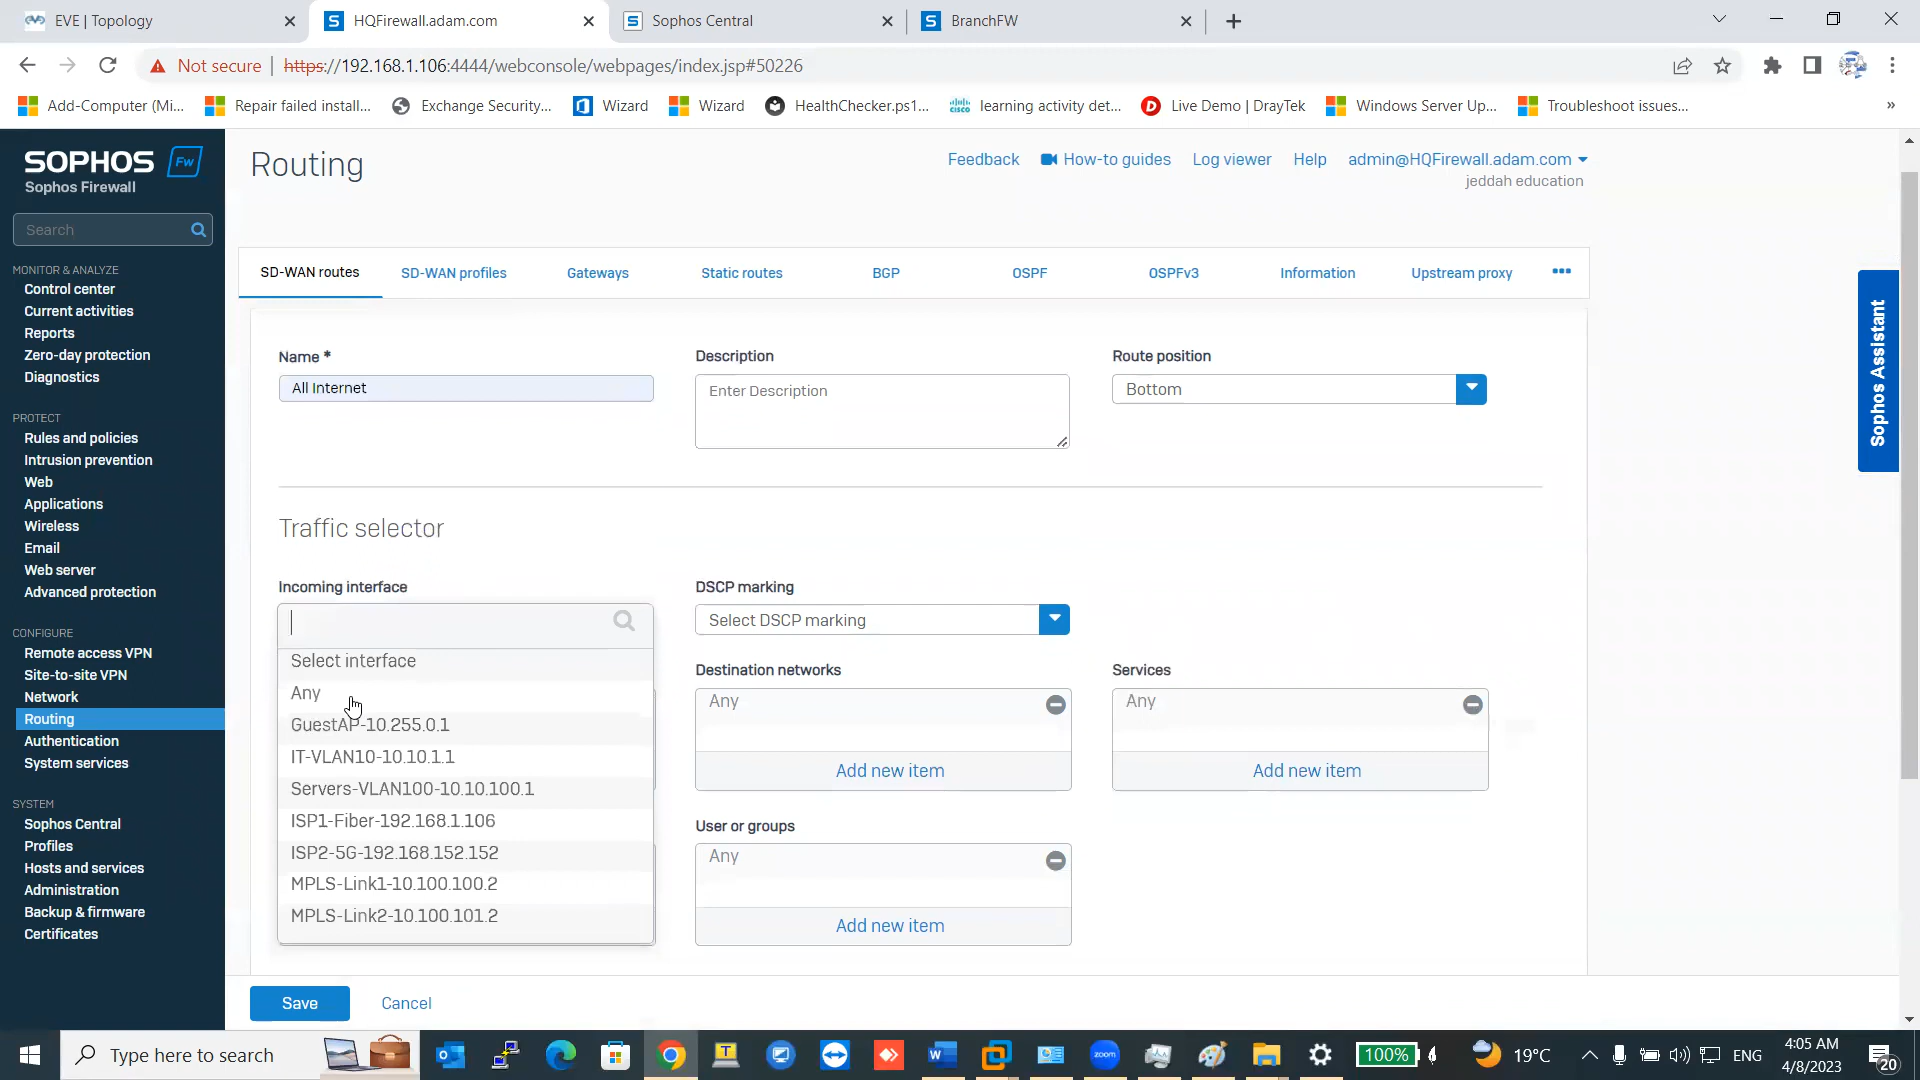 EVE | Topology
HQFirewall.adam.com
Sophos Central
BranchFW
Not secure
https://192.168.1.106:4444/webconsole/webpages/index.jsp#50226
Add-Computer (Mi...
Repair failed install...
Exchange Security...
Wizard
Wizard
HealthChecker.ps1...
learning activity det...
Live Demo | DrayTek
Windows Server Up...
Troubleshoot issues...
»
SOPHOS Fw
Sophos Firewall
Search
MONITOR & ANALYZE
Control center
Current activities
Reports
Zero-day protection
Diagnostics
PROTECT
Rules and policies
Intrusion prevention
Web
Applications
Wireless
Email
Web server
Advanced protection
CONFIGURE
Remote access VPN
Site-to-site VPN
Network
Routing
Authentication
System services
SYSTEM
Sophos Central
Profiles
Hosts and services
Administration
Backup & firmware
Certificates
Routing
Feedback
How-to guides
Log viewer
Help
admin@HQFirewall.adam.com
jeddah education
SD-WAN routes
SD-WAN profiles
Gateways
Static routes
BGP
OSPF
OSPFv3
Information
Upstream proxy
Name *
All Internet
Description
Enter Description
Route position
Bottom
Traffic selector
Incoming interface
Select interface
Any
GuestAP-10.255.0.1
IT-VLAN10-10.10.1.1
Servers-VLAN100-10.10.100.1
ISP1-Fiber-192.168.1.106
ISP2-5G-192.168.152.152
MPLS-Link1-10.100.100.2
MPLS-Link2-10.100.101.2
DSCP marking
Select DSCP marking
Destination networks
Any
Add new item
Services
Any
Add new item
User or groups
Any
Add new item
Save
Cancel
Sophos Assistant
Type here to search
zoom
100%
19°C
ENG
4:05 AM
4/8/2023
20